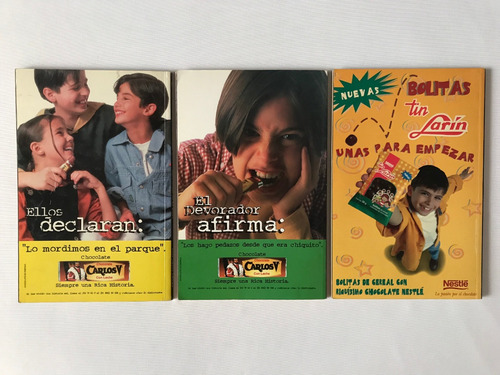 Ellos
declaran:
"Lo mordimos en el parque".
Chocolate
CARLOS V
Siempre una Rica Historia.
El
Devorador
afirma:
"Los hago pedazos desde que era chiquito".
Chocolate
CARLOS V
Siempre una Rica Historia.
NUEVAS
BOLITAS
tin
Larín
UNAS PARA EMPEZAR
BOLITAS DE CEREAL CON
RIQUÍSIMO CHOCOLATE NESTLÉ
Nestlé